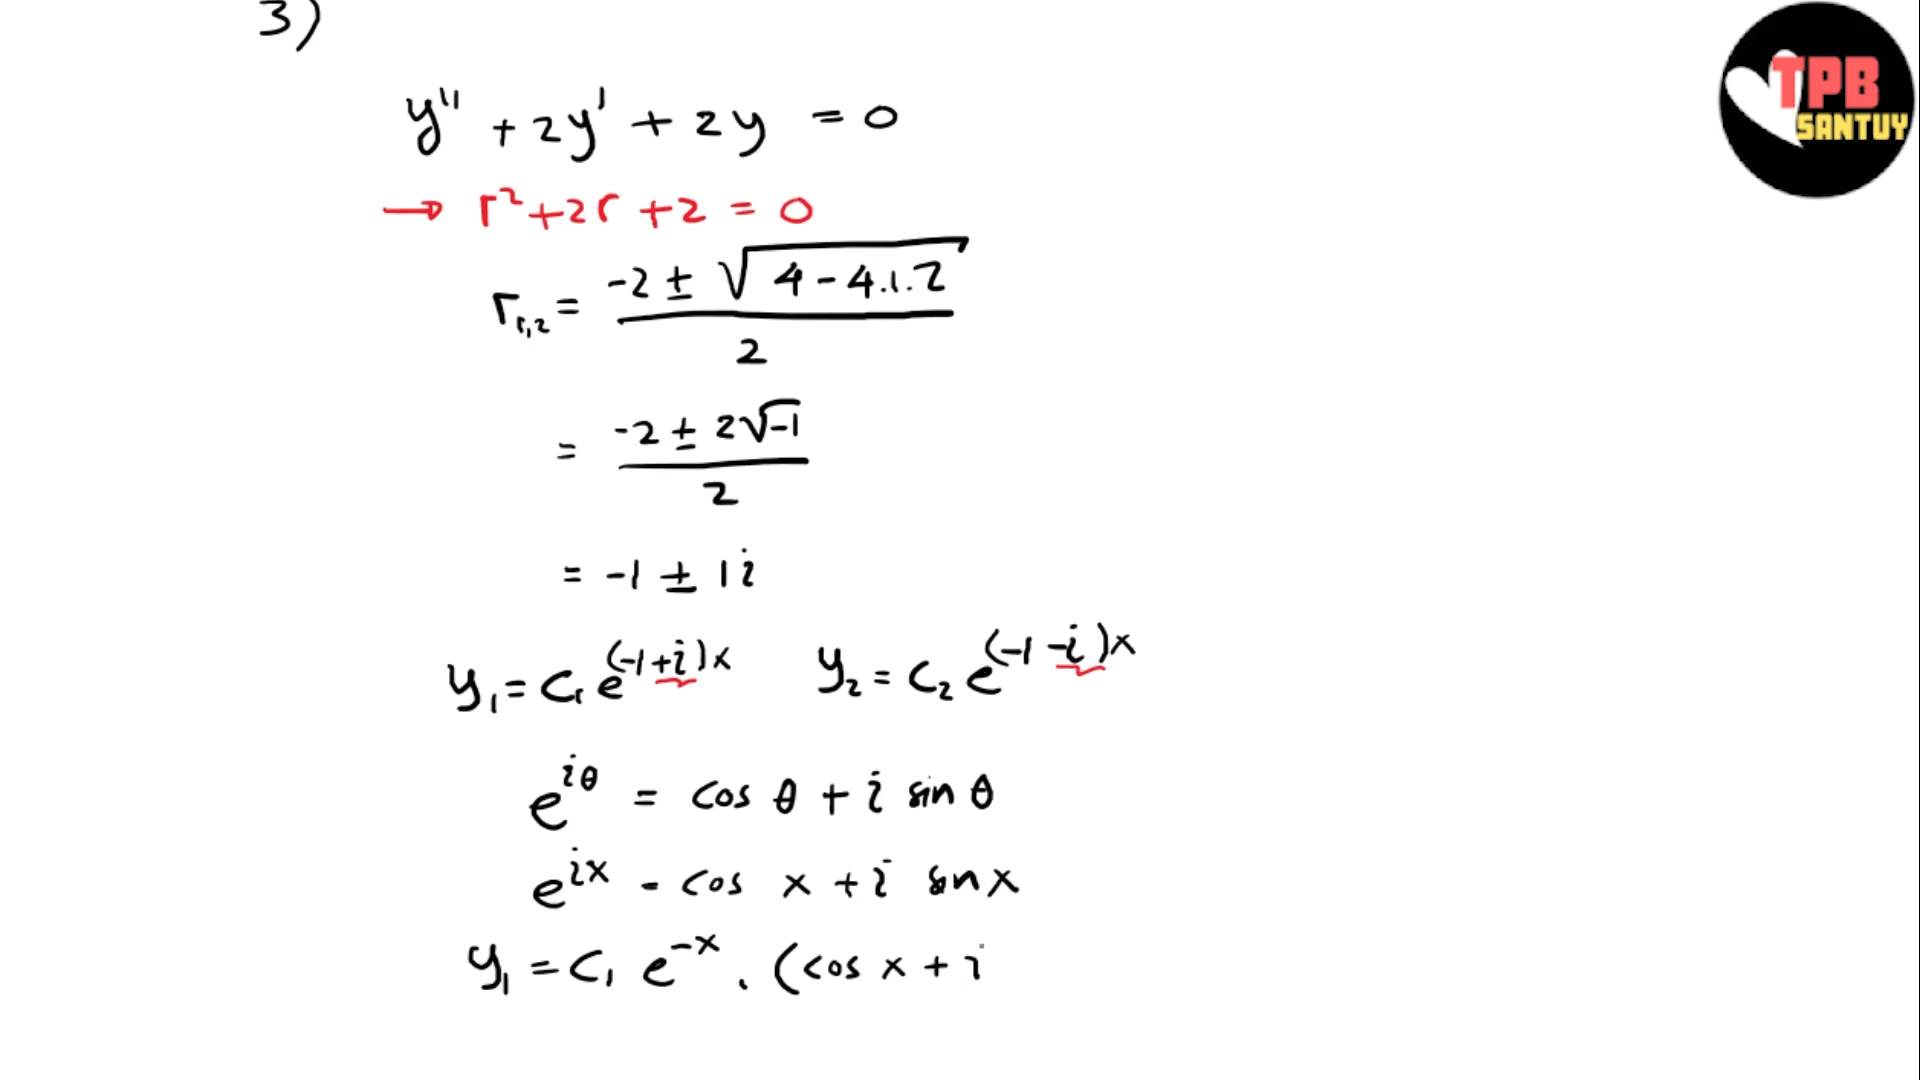 3)
TPB
SANTUY
y'' + 2y' + 2y = 0
→ r² + 2r + 2 = 0
r₁,₂ = (-2 ± √(4 - 4.1.2)) / 2
= (-2 ± 2√-1) / 2
= -1 ± 1i
y₁ = c₁ e^(-1+i)x    y₂ = c₂ e^(-1-i)x
e^iθ = cos θ + i sin θ
e^ix = cos x + i sin x
y₁ = c₁ e^-x . (cos x + i